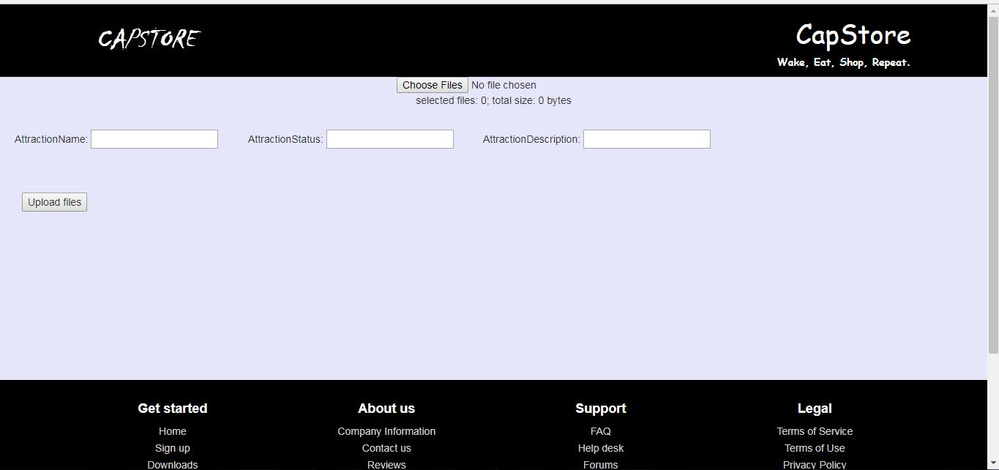 CAPSTORE
CapStore
Wake, Eat, Shop, Repeat.
Choose Files No file chosen
selected files: 0; total size: 0 bytes
AttractionName: AttractionStatus: AttractionDescription:
Upload files
Get started About us Support Legal
Home Company Information FAQ Terms of Service
Sign up Contact us Help desk Terms of Use
Downloads Reviews Forums Privacy Policy